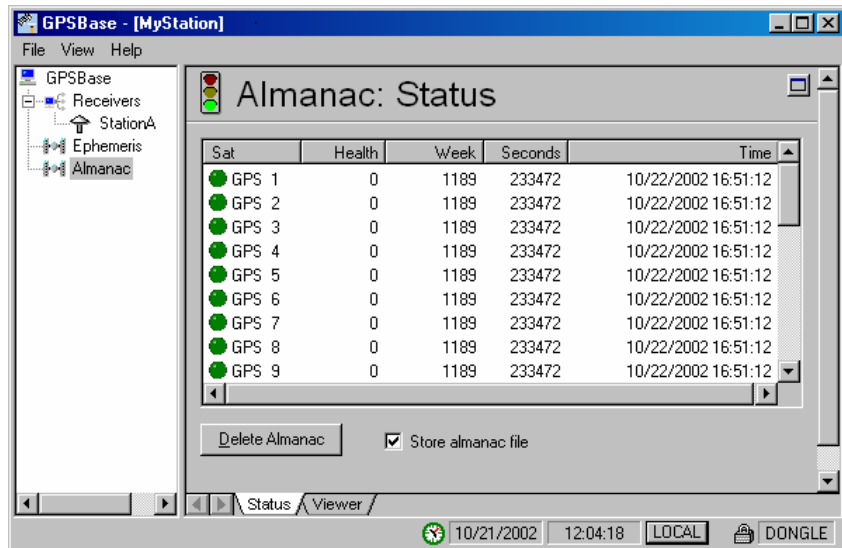 GPSBase - [MyStation]
File View Help
GPSBase
Receivers
StationA
Ephemeris
Almanac
Almanac: Status
Sat Health Week Seconds Time
GPS 1 0 1189 233472 10/22/2002 16:51:12
GPS 2 0 1189 233472 10/22/2002 16:51:12
GPS 3 0 1189 233472 10/22/2002 16:51:12
GPS 4 0 1189 233472 10/22/2002 16:51:12
GPS 5 0 1189 233472 10/22/2002 16:51:12
GPS 6 0 1189 233472 10/22/2002 16:51:12
GPS 7 0 1189 233472 10/22/2002 16:51:12
GPS 8 0 1189 233472 10/22/2002 16:51:12
GPS 9 0 1189 233472 10/22/2002 16:51:12
Delete Almanac Store almanac file
Status Viewer
10/21/2002 12:04:18 LOCAL DONGLE